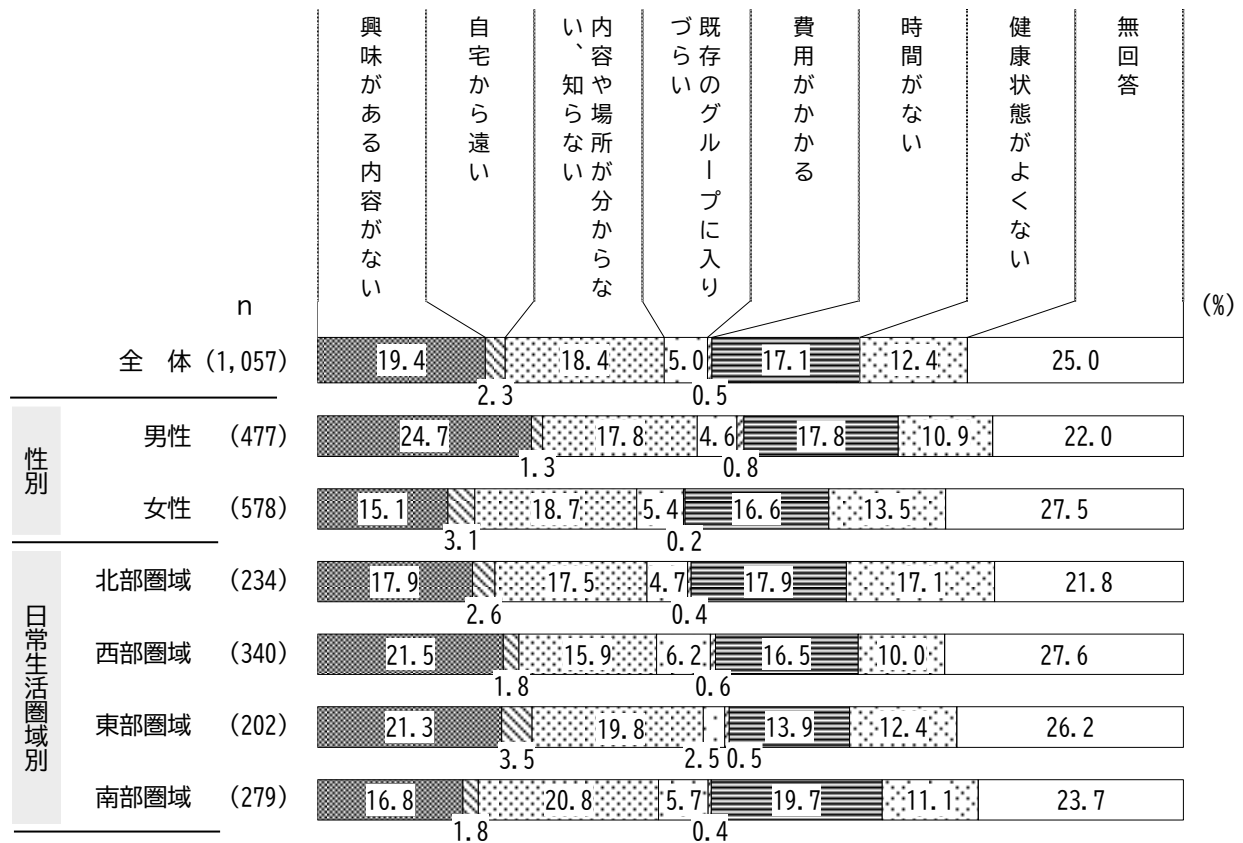 興味がある内容がない
自宅から遠い
内容や場所が分からな
い、知らない
既存のグループに入り
づらい
費用がかかる
時間がない
健康状態がよくない
無回答
n
(%)
全 体 (1,057)
19.4 2.3 18.4 5.0 0.5 17.1 12.4 25.0
性別
男性 (477)
24.7 1.3 17.8 4.6 0.8 17.8 10.9 22.0
女性 (578)
15.1 3.1 18.7 5.4 0.2 16.6 13.5 27.5
日常生活圏域別
北部圏域 (234)
17.9 2.6 17.5 4.7 0.4 17.9 17.1 21.8
西部圏域 (340)
21.5 1.8 15.9 6.2 0.6 16.5 10.0 27.6
東部圏域 (202)
21.3 3.5 19.8 2.5 0.5 13.9 12.4 26.2
南部圏域 (279)
16.8 1.8 20.8 5.7 0.4 19.7 11.1 23.7